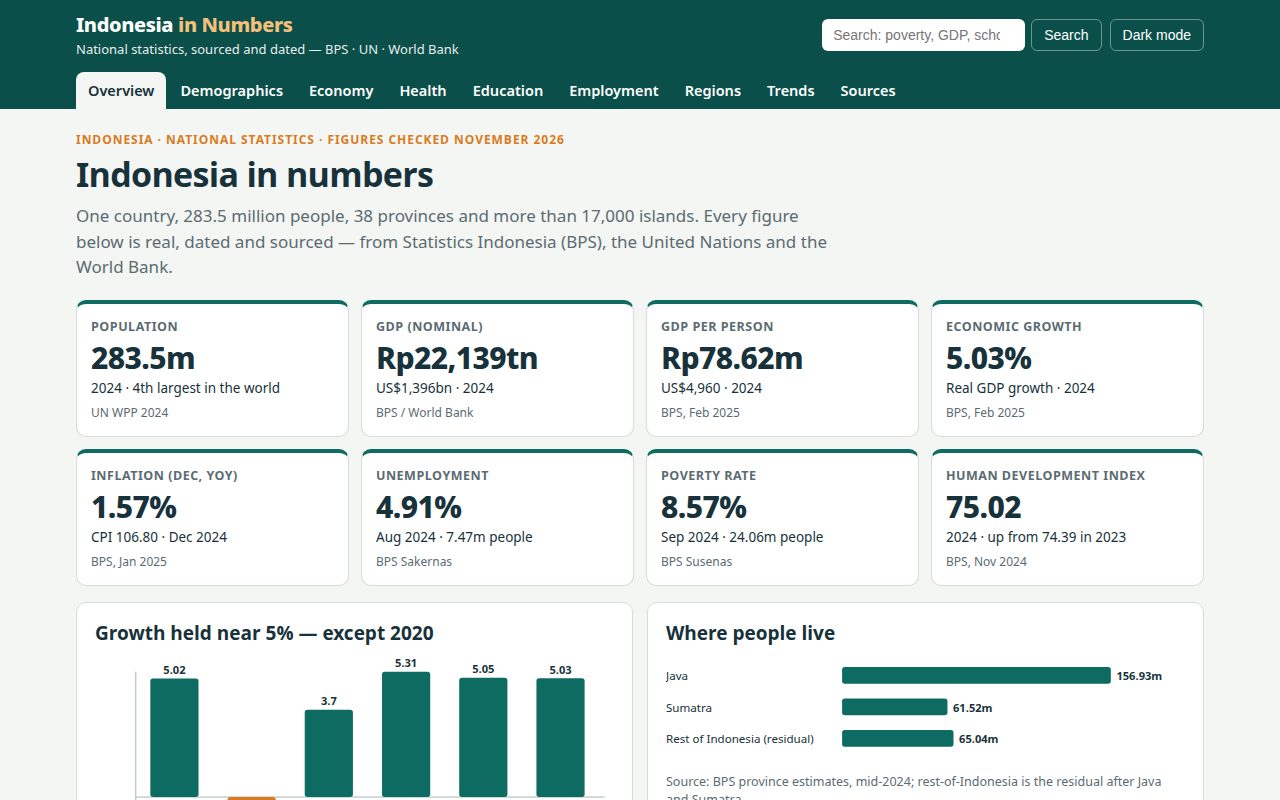 Indonesia in Numbers
National statistics, sourced and dated — BPS · UN · World Bank
Search: poverty, GDP, scho
Search
Dark mode
Overview
Demographics
Economy
Health
Education
Employment
Regions
Trends
Sources
INDONESIA · NATIONAL STATISTICS · FIGURES CHECKED NOVEMBER 2026
Indonesia in numbers
One country, 283.5 million people, 38 provinces and more than 17,000 islands. Every figure
below is real, dated and sourced — from Statistics Indonesia (BPS), the United Nations and the
World Bank.
POPULATION
283.5m
2024 · 4th largest in the world
UN WPP 2024
GDP (NOMINAL)
Rp22,139tn
US$1,396bn · 2024
BPS / World Bank
GDP PER PERSON
Rp78.62m
US$4,960 · 2024
BPS, Feb 2025
ECONOMIC GROWTH
5.03%
Real GDP growth · 2024
BPS, Feb 2025
INFLATION (DEC, YOY)
1.57%
CPI 106.80 · Dec 2024
BPS, Jan 2025
UNEMPLOYMENT
4.91%
Aug 2024 · 7.47m people
BPS Sakernas
POVERTY RATE
8.57%
Sep 2024 · 24.06m people
BPS Susenas
HUMAN DEVELOPMENT INDEX
75.02
2024 · up from 74.39 in 2023
BPS, Nov 2024
Growth held near 5% — except 2020
5.02
3.7
5.31
5.05
5.03
Where people live
Java
156.93m
Sumatra
61.52m
Rest of Indonesia (residual)
65.04m
Source: BPS province estimates, mid-2024; rest-of-Indonesia is the residual after Java
and Sumatra.